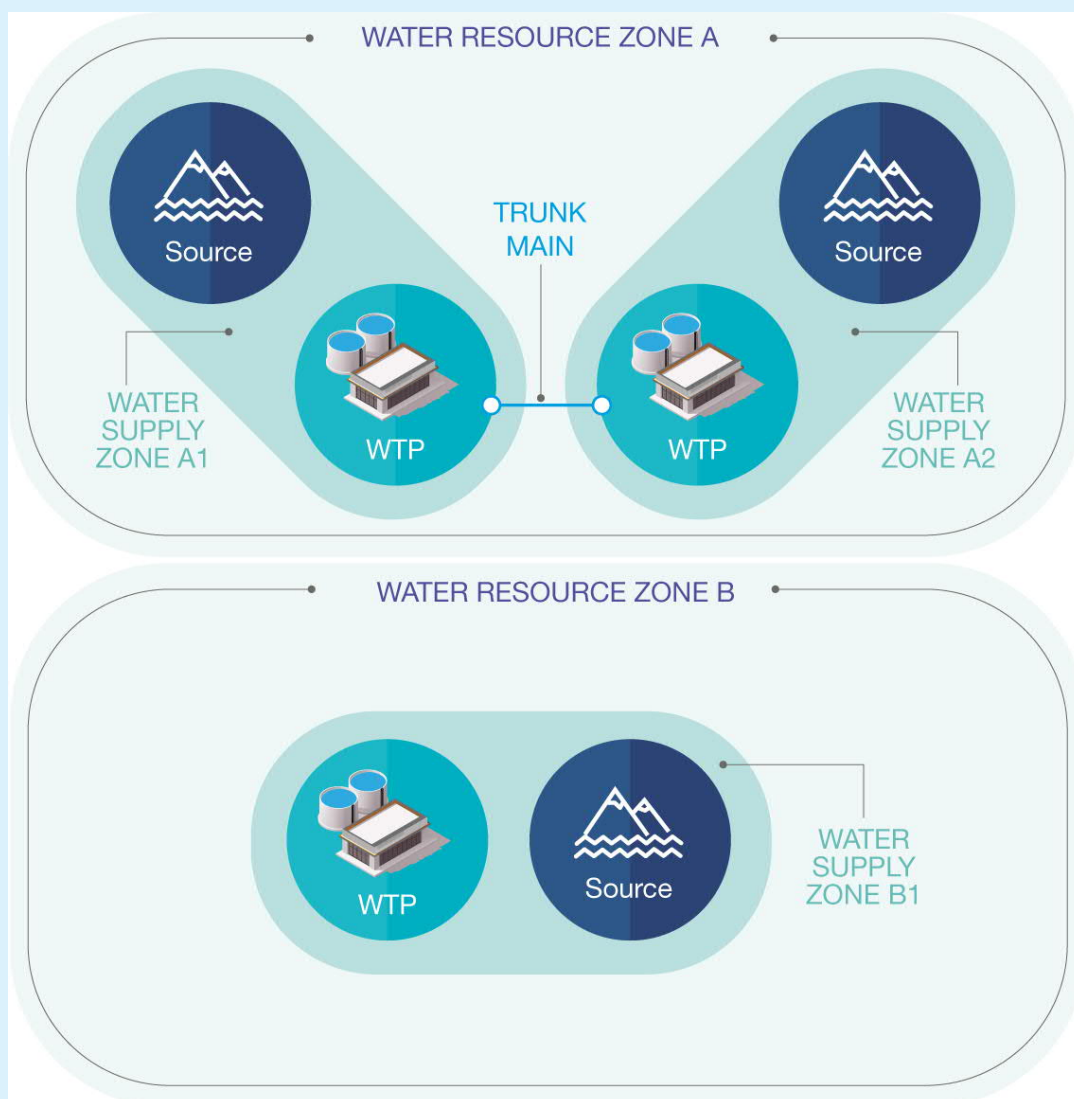 WATER RESOURCE ZONE A
Source
Source
TRUNK
MAIN
WATER
SUPPLY
ZONE A1
WTP
WTP
WATER
SUPPLY
ZONE A2
WATER RESOURCE ZONE B
WTP
Source
WATER
SUPPLY
ZONE B1